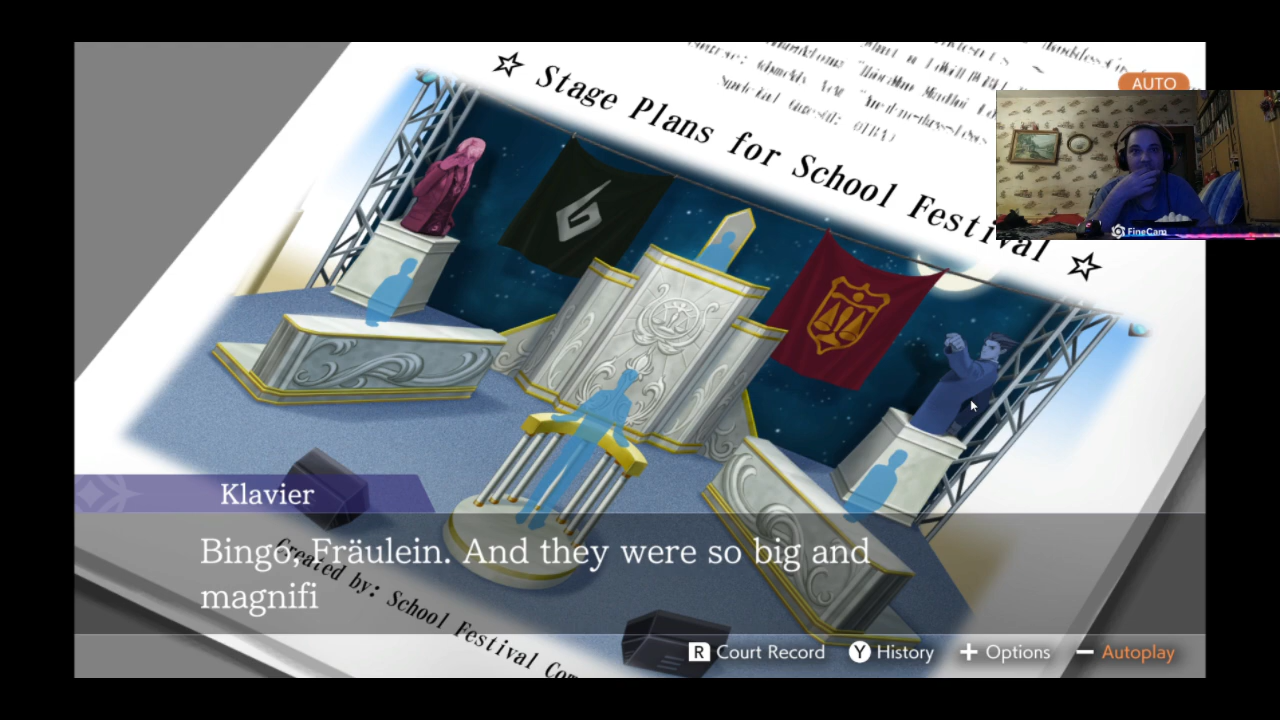 ☆ Stage Plans for School Festival ☆
AUTO
FineCam
G
Klavier
Bingo, Fräulein. And they were so big and
magnifi
Created by: School Festival Com
R Court Record Y History + Options − Autoplay